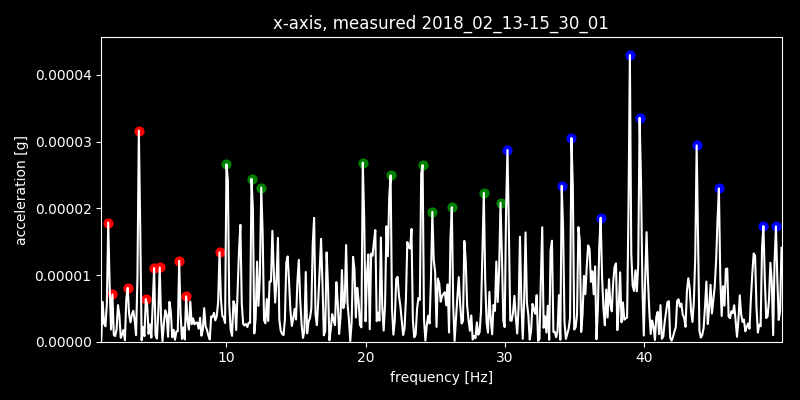 x-axis, measured 2018_02_13-15_30_01
acceleration [g]
0.00004
0.00003
0.00002
0.00001
0.00000
10 20 30 40
frequency [Hz]